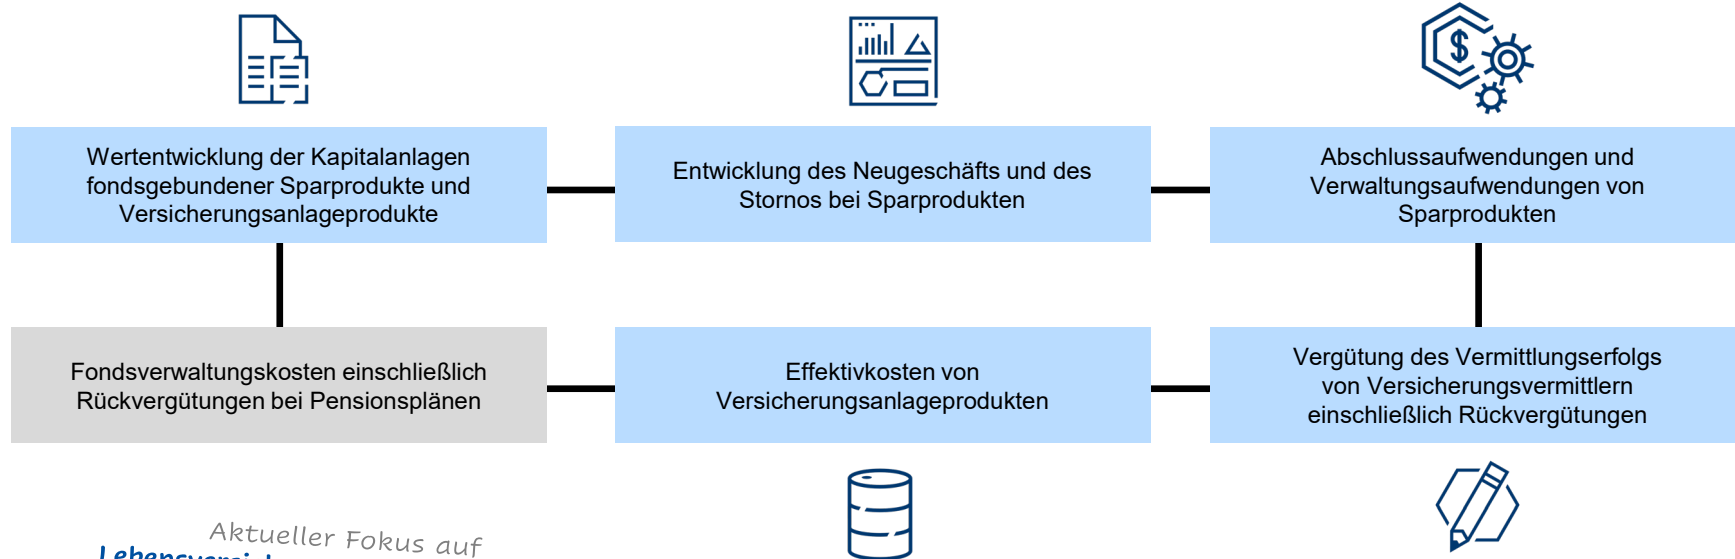 $
Wertentwicklung der Kapitalanlagen
fondsgebundener Sparprodukte und
Versicherungsanlageprodukte
Entwicklung des Neugeschäfts und des
Stornos bei Sparprodukten
Abschlussaufwendungen und
Verwaltungsaufwendungen von
Sparprodukten
Fondsverwaltungskosten einschließlich
Rückvergütungen bei Pensionsplänen
Effektivkosten von
Versicherungsanlageprodukten
Vergütung des Vermittlungserfolgs
von Versicherungsvermittlern
einschließlich Rückvergütungen
Aktueller Fokus auf